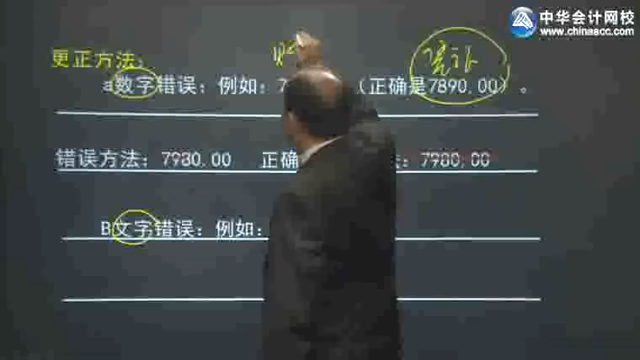 中华会计网校
www.chinaacc.com
更正方法：
a数字错误：例如：7 （正确是7890.00）。
错误方法：7980.00 正确 法：7980.00
B文字错误：例如：